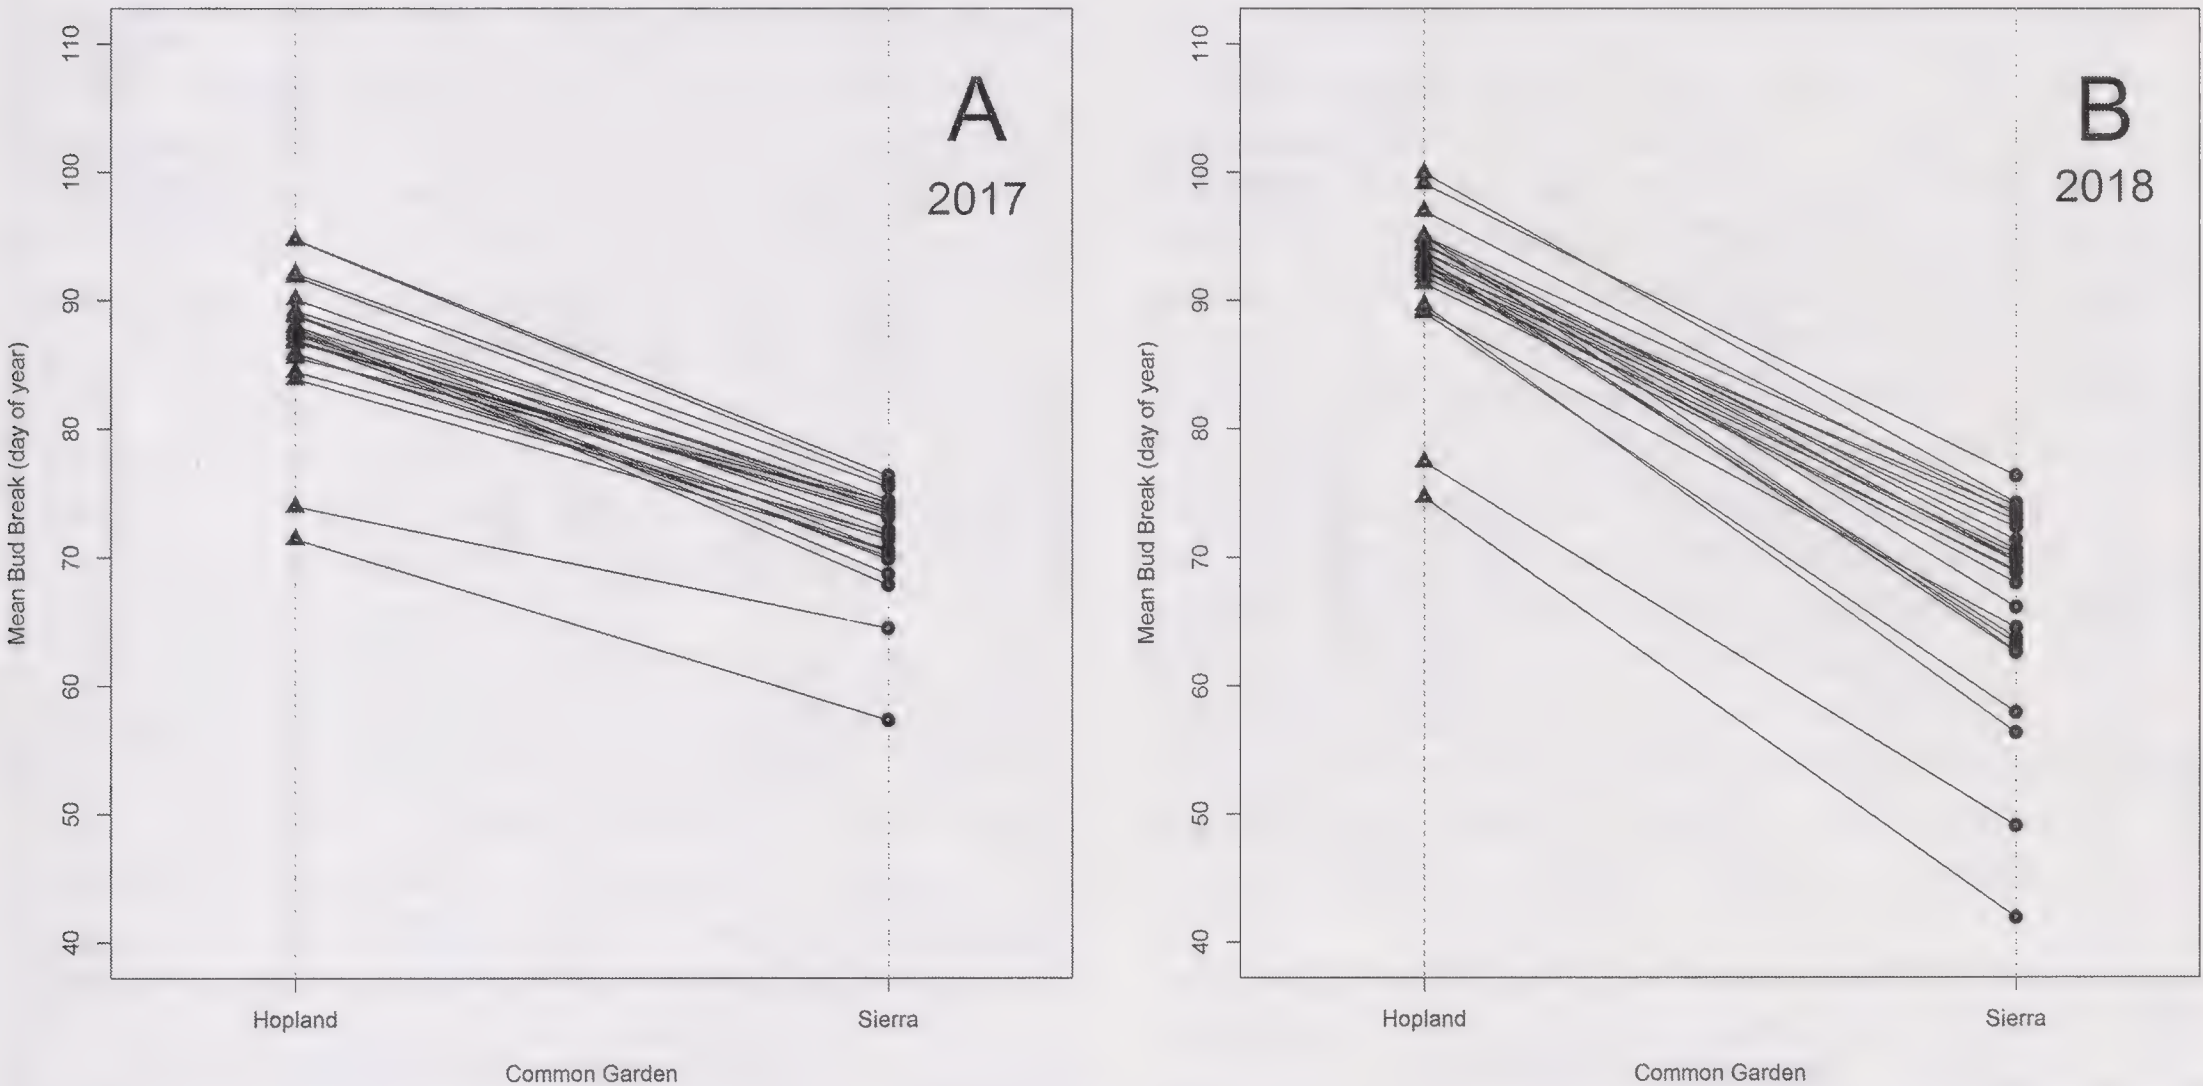 A
2017
Mean Bud Break (day of year)
110
100
90
80
70
60
50
40
Hopland
Sierra
Common Garden
B
2018
Mean Bud Break (day of year)
110
100
90
80
70
60
50
40
Hopland
Sierra
Common Garden